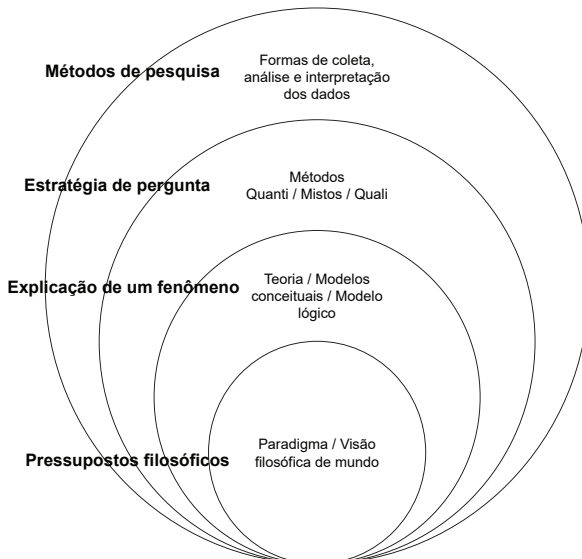 Métodos de pesquisa
Formas de coleta,
análise e interpretação
dos dados
Estratégia de pergunta
Métodos
Quanti / Mistos / Quali
Explicação de um fenômeno
Teoria / Modelos
conceituais / Modelo
lógico
Pressupostos filosóficos
Paradigma / Visão
filosófica de mundo